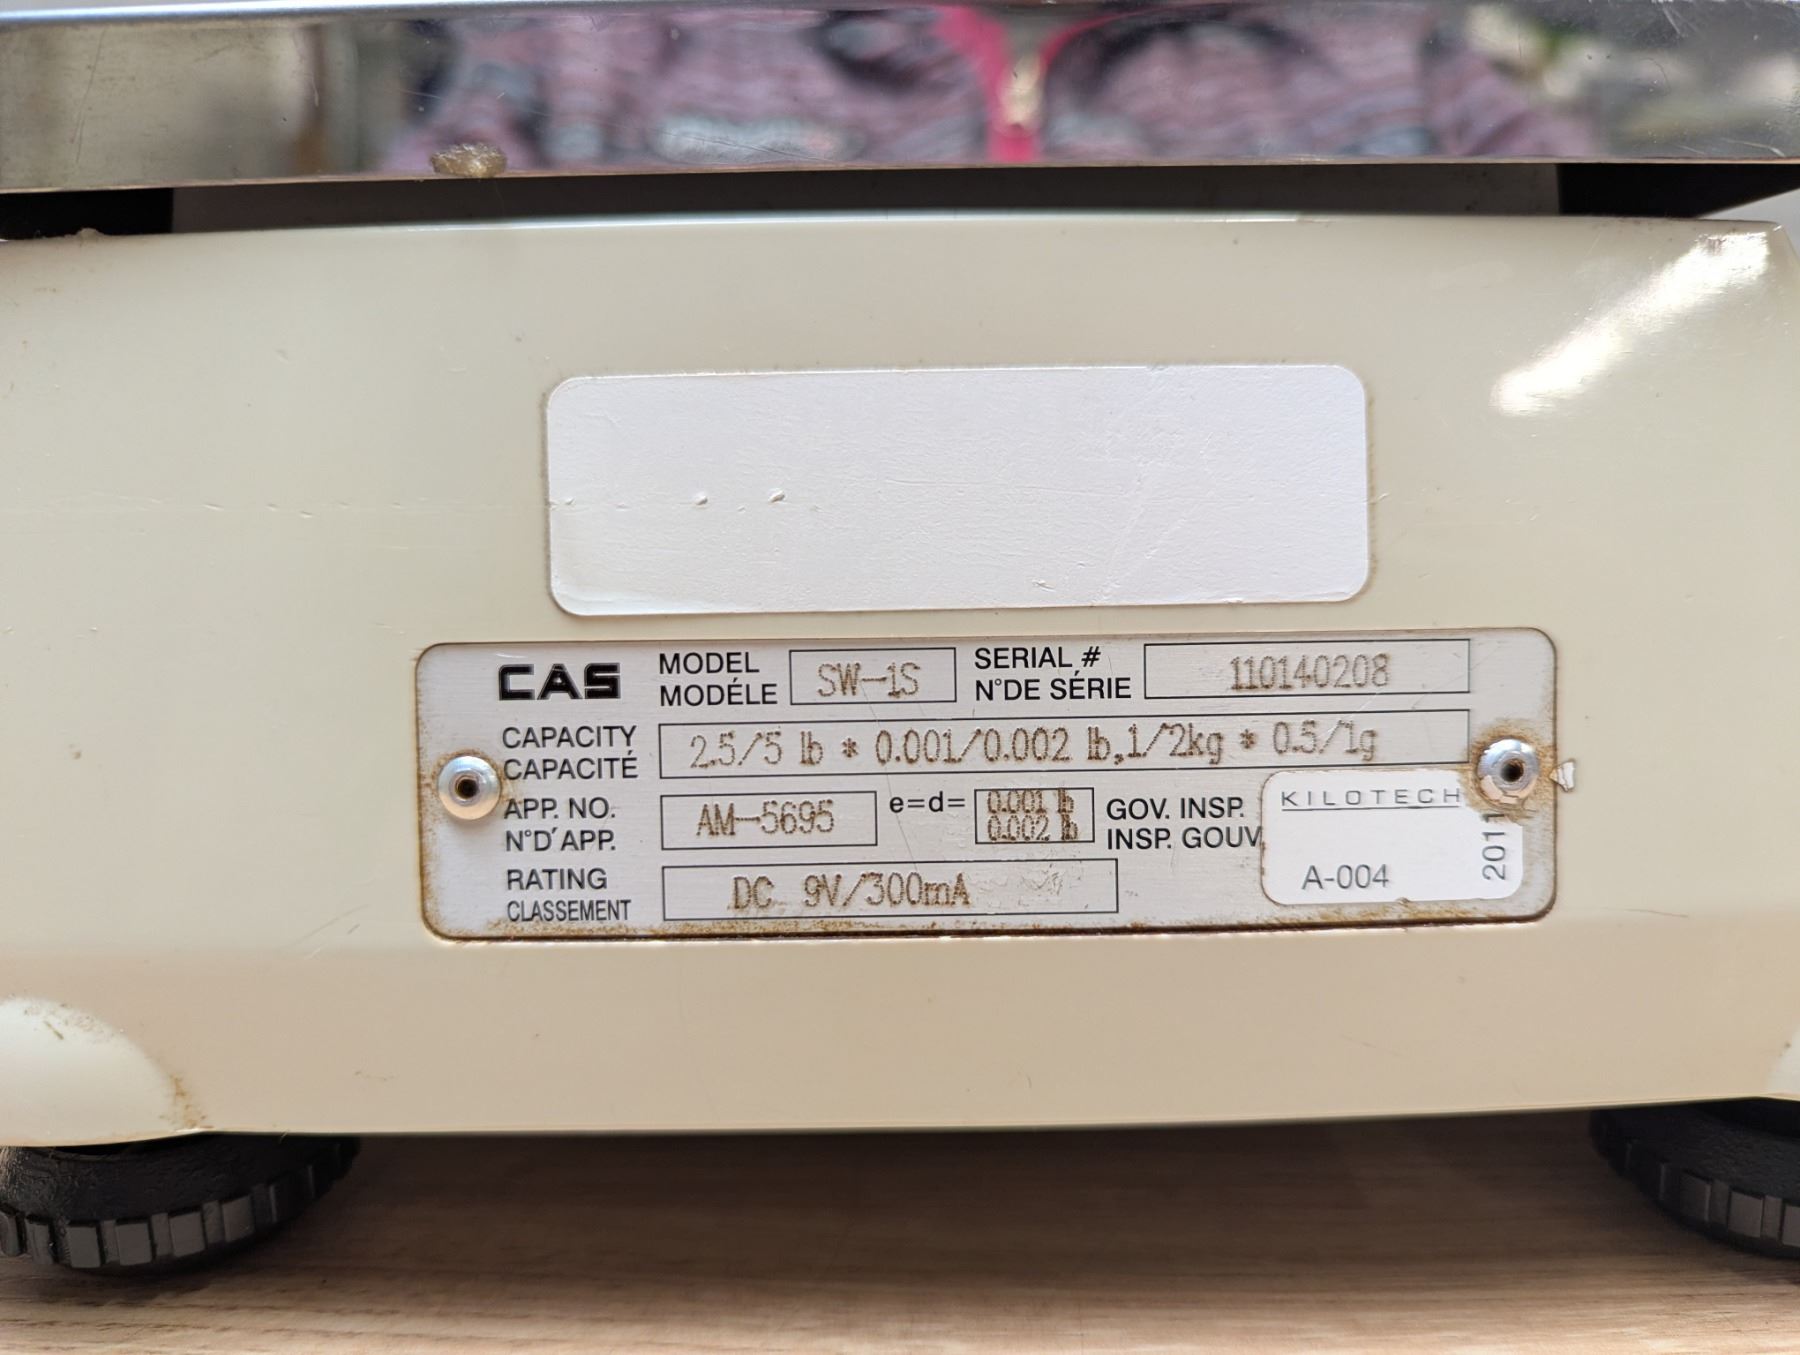 CAS MODEL SW-1S SERIAL # 110140208
MODÉLE N°DE SÉRIE
CAPACITY 2.5/5 lb * 0.001/0.002 lb,1/2kg * 0.5/1g
CAPACITÉ
APP. NO. AM-5695 e=d= 0.001 lb GOV. INSP.
N°D'APP. 0.002 lb INSP. GOUV
RATING DC 9V/300mA
CLASSEMENT
KILOTECH
2011
A-004